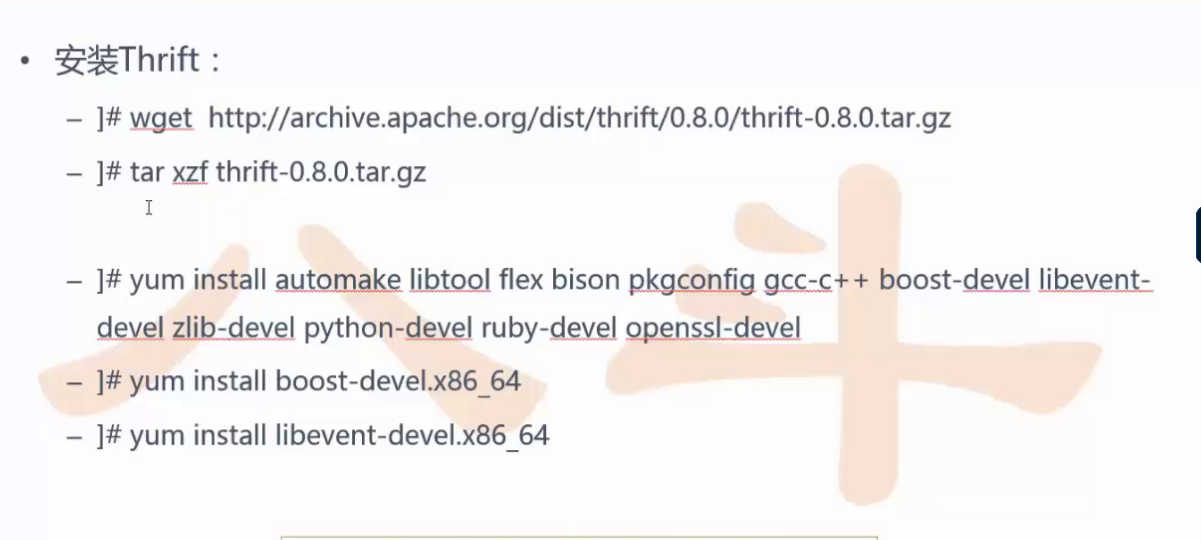 • 安装Thrift：
– ]# wget  http://archive.apache.org/dist/thrift/0.8.0/thrift-0.8.0.tar.gz
– ]# tar xzf thrift-0.8.0.tar.gz
– ]# yum install automake libtool flex bison pkgconfig gcc-c++ boost-devel libevent-
devel zlib-devel python-devel ruby-devel openssl-devel
– ]# yum install boost-devel.x86_64
– ]# yum install libevent-devel.x86_64
八斗